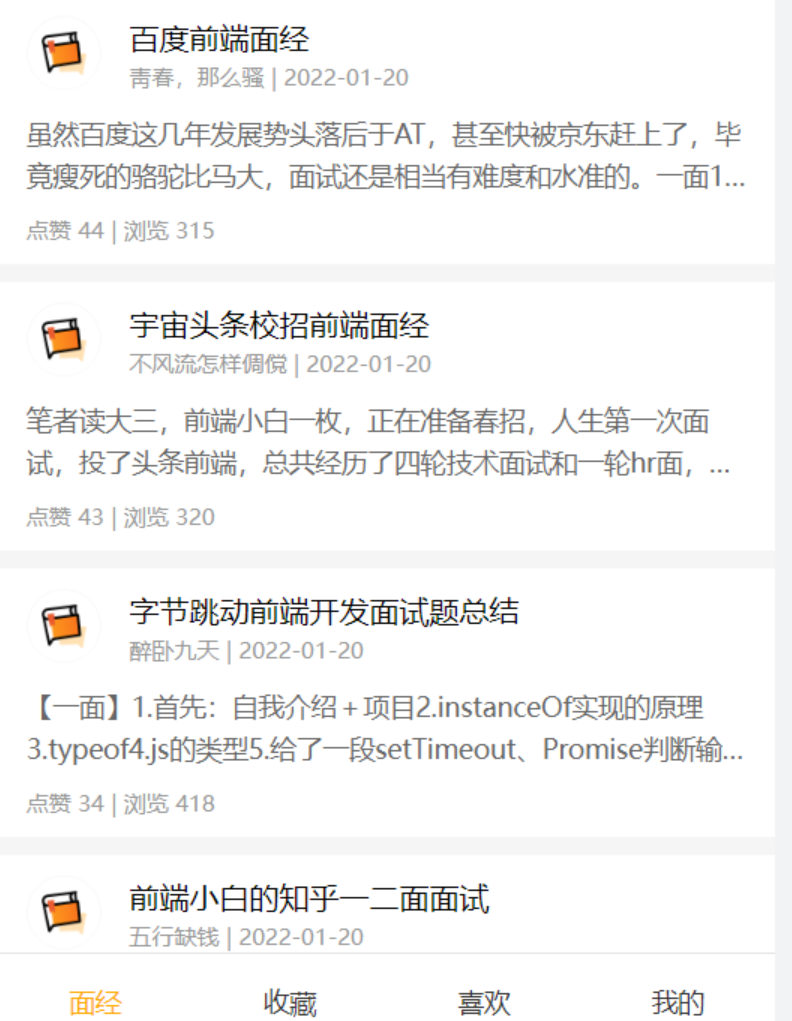 百度前端面经
青春，那么骚 | 2022-01-20
虽然百度这几年发展势头落后于AT，甚至快被京东赶上了，毕
竟瘦死的骆驼比马大，面试还是相当有难度和水准的。一面1...
点赞 44 | 浏览 315
宇宙头条校招前端面经
不风流怎样倜傥 | 2022-01-20
笔者读大三，前端小白一枚，正在准备春招，人生第一次面
试，投了头条前端，总共经历了四轮技术面试和一轮hr面，...
点赞 43 | 浏览 320
字节跳动前端开发面试题总结
醉卧九天 | 2022-01-20
【一面】1.首先：自我介绍＋项目2.instanceOf实现的原理
3.typeof4.js的类型5.给了一段setTimeout、Promise判断输...
点赞 34 | 浏览 418
前端小白的知乎一二面面试
五行缺钱 | 2022-01-20
面经 收藏 喜欢 我的